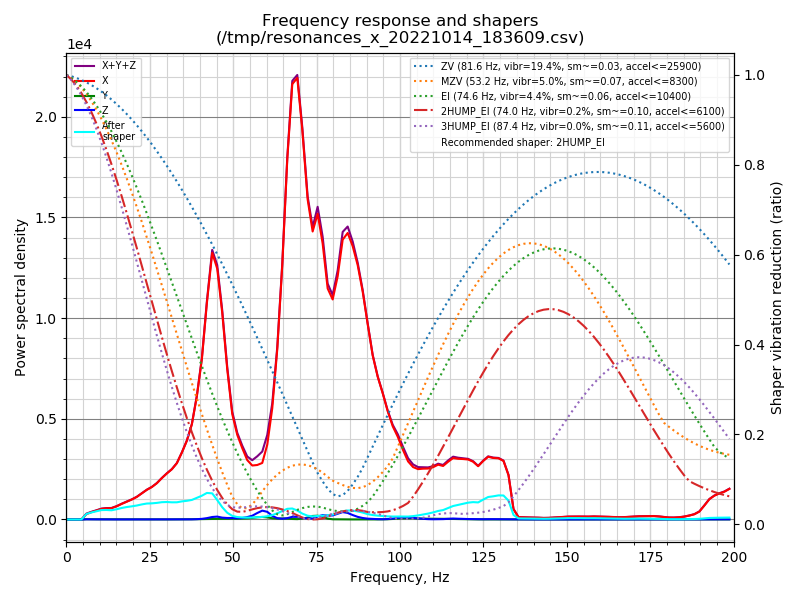 Frequency response and shapers
(/tmp/resonances_x_20221014_183609.csv)
1e4
X+Y+Z
X
Y
Z
After
shaper
ZV (81.6 Hz, vibr=19.4%, sm~=0.03, accel<=25900)
MZV (53.2 Hz, vibr=5.0%, sm~=0.07, accel<=8300)
EI (74.6 Hz, vibr=4.4%, sm~=0.06, accel<=10400)
2HUMP_EI (74.0 Hz, vibr=0.2%, sm~=0.10, accel<=6100)
3HUMP_EI (87.4 Hz, vibr=0.0%, sm~=0.11, accel<=5600)
Recommended shaper: 2HUMP_EI
Power spectral density
2.0
1.5
1.0
0.5
0.0
1.0
0.8
0.6
0.4
0.2
0.0
Shaper vibration reduction (ratio)
0 25 50 75 100 125 150 175 200
Frequency, Hz